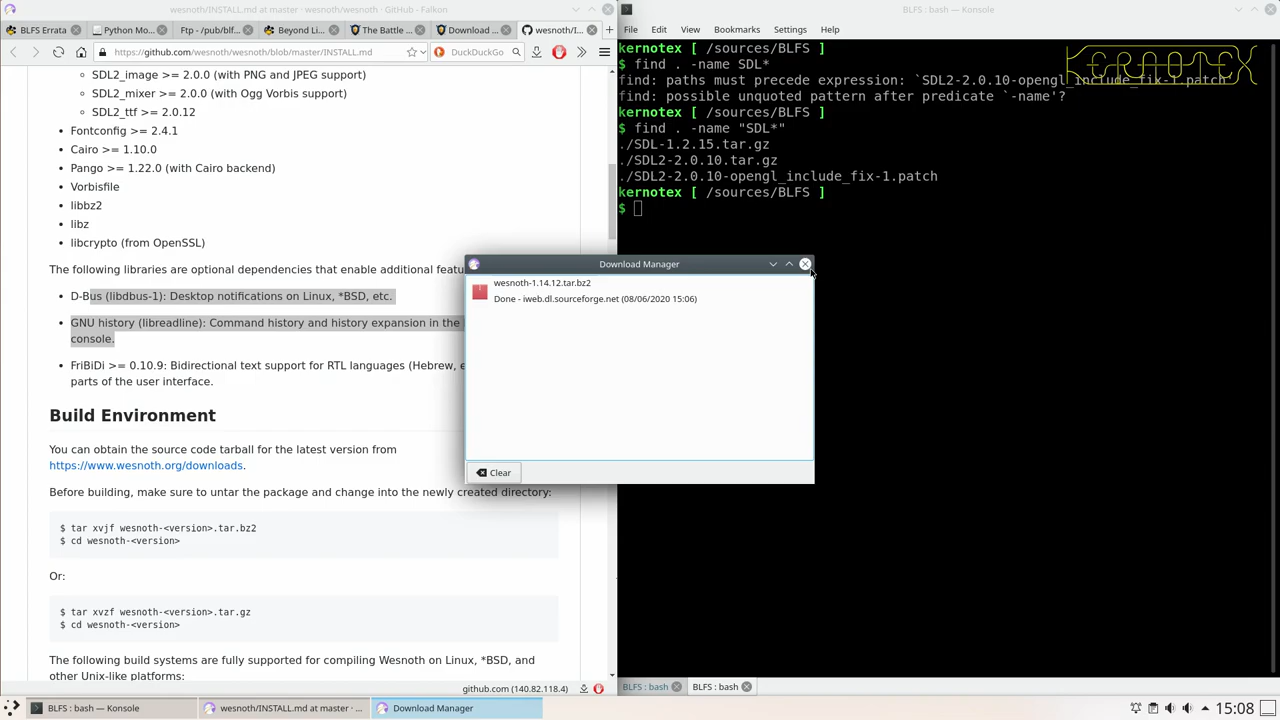 wesnoth/INSTALL.md at master · wesnoth/wesnoth · GitHub - Falkon
BLFS : bash — Konsole
BLFS Errata
Python Mo...
Ftp - /pub/blf...
Beyond Li...
The Battle ...
Download ...
wesnoth/I...
File Edit View Bookmarks Settings Help
https://github.com/wesnoth/wesnoth/blob/master/INSTALL.md
DuckDuckGo
SDL2_image >= 2.0.0 (with PNG and JPEG support)
SDL2_mixer >= 2.0.0 (with Ogg Vorbis support)
SDL2_ttf >= 2.0.12
Fontconfig >= 2.4.1
Cairo >= 1.10.0
Pango >= 1.22.0 (with Cairo backend)
Vorbisfile
libbz2
libz
libcrypto (from OpenSSL)
The following libraries are optional dependencies that enable additional featu
D-Bus (libdbus-1): Desktop notifications on Linux, *BSD, etc.
GNU history (libreadline): Command history and history expansion in the
console.
FriBiDi >= 0.10.9: Bidirectional text support for RTL languages (Hebrew, e
parts of the user interface.
Build Environment
You can obtain the source code tarball for the latest version from
https://www.wesnoth.org/downloads.
Before building, make sure to untar the package and change into the newly created directory:
$ tar xvjf wesnoth-<version>.tar.bz2
$ cd wesnoth-<version>
Or:
$ tar xvzf wesnoth-<version>.tar.gz
$ cd wesnoth-<version>
The following build systems are fully supported for compiling Wesnoth on Linux, *BSD, and
other Unix-like platforms:
github.com (140.82.118.4)
kernotex [ /sources/BLFS ]
$ find . -name SDL*
find: paths must precede expression: `SDL2-2.0.10-opengl_include_fix-1.patch'
find: possible unquoted pattern after predicate `-name'?
kernotex [ /sources/BLFS ]
$ find . -name "SDL*"
./SDL-1.2.15.tar.gz
./SDL2-2.0.10.tar.gz
./SDL2-2.0.10-opengl_include_fix-1.patch
kernotex [ /sources/BLFS ]
$
KERNOTEX
Download Manager
wesnoth-1.14.12.tar.bz2
Done - iweb.dl.sourceforge.net (08/06/2020 15:06)
Clear
BLFS : bash
BLFS : bash
BLFS : bash — Konsole
wesnoth/INSTALL.md at master · ...
Download Manager
15:08